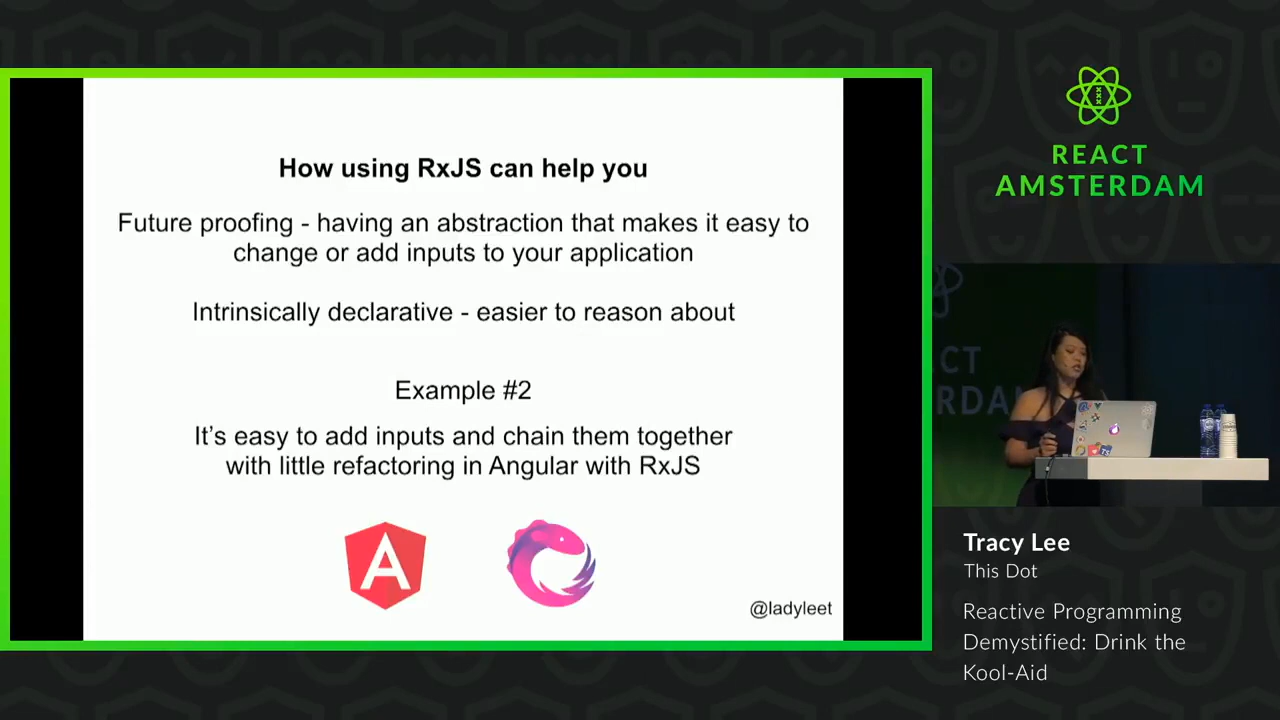 How using RxJS can help you
Future proofing - having an abstraction that makes it easy to
change or add inputs to your application
Intrinsically declarative - easier to reason about
Example #2
It’s easy to add inputs and chain them together
with little refactoring in Angular with RxJS
A
@ladyleet
REACT
AMSTERDAM
TS
Tracy Lee
This Dot
Reactive Programming
Demystified: Drink the
Kool-Aid